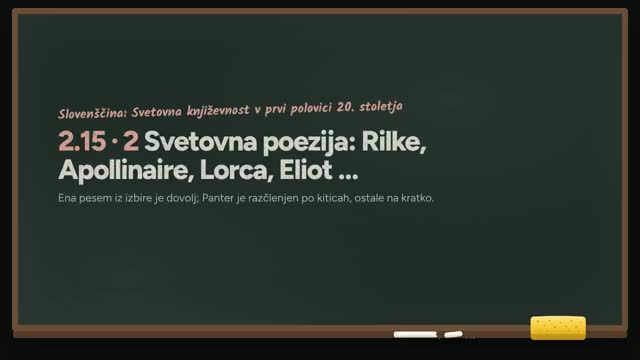 Slovenščina: Svetovna književnost v prvi polovici 20. stoletja
2.15 · 2 Svetovna poezija: Rilke,
Apollinaire, Lorca, Eliot ...
Ena pesem iz izbire je dovolj; Panter je razčlenjen po kiticah, ostale na kratko.